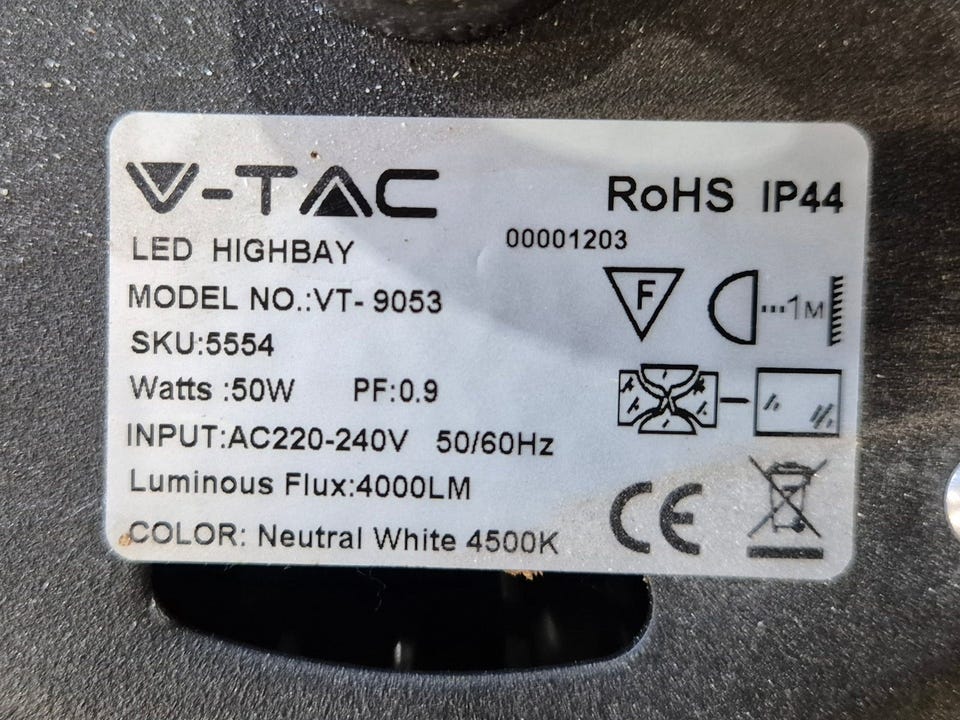 V-TAC
RoHS IP44
LED HIGHBAY
00001203
MODEL NO.:VT- 9053
F
1M
SKU:5554
Watts :50W PF:0.9
INPUT:AC220-240V 50/60Hz
Luminous Flux:4000LM
CE
COLOR: Neutral White 4500K